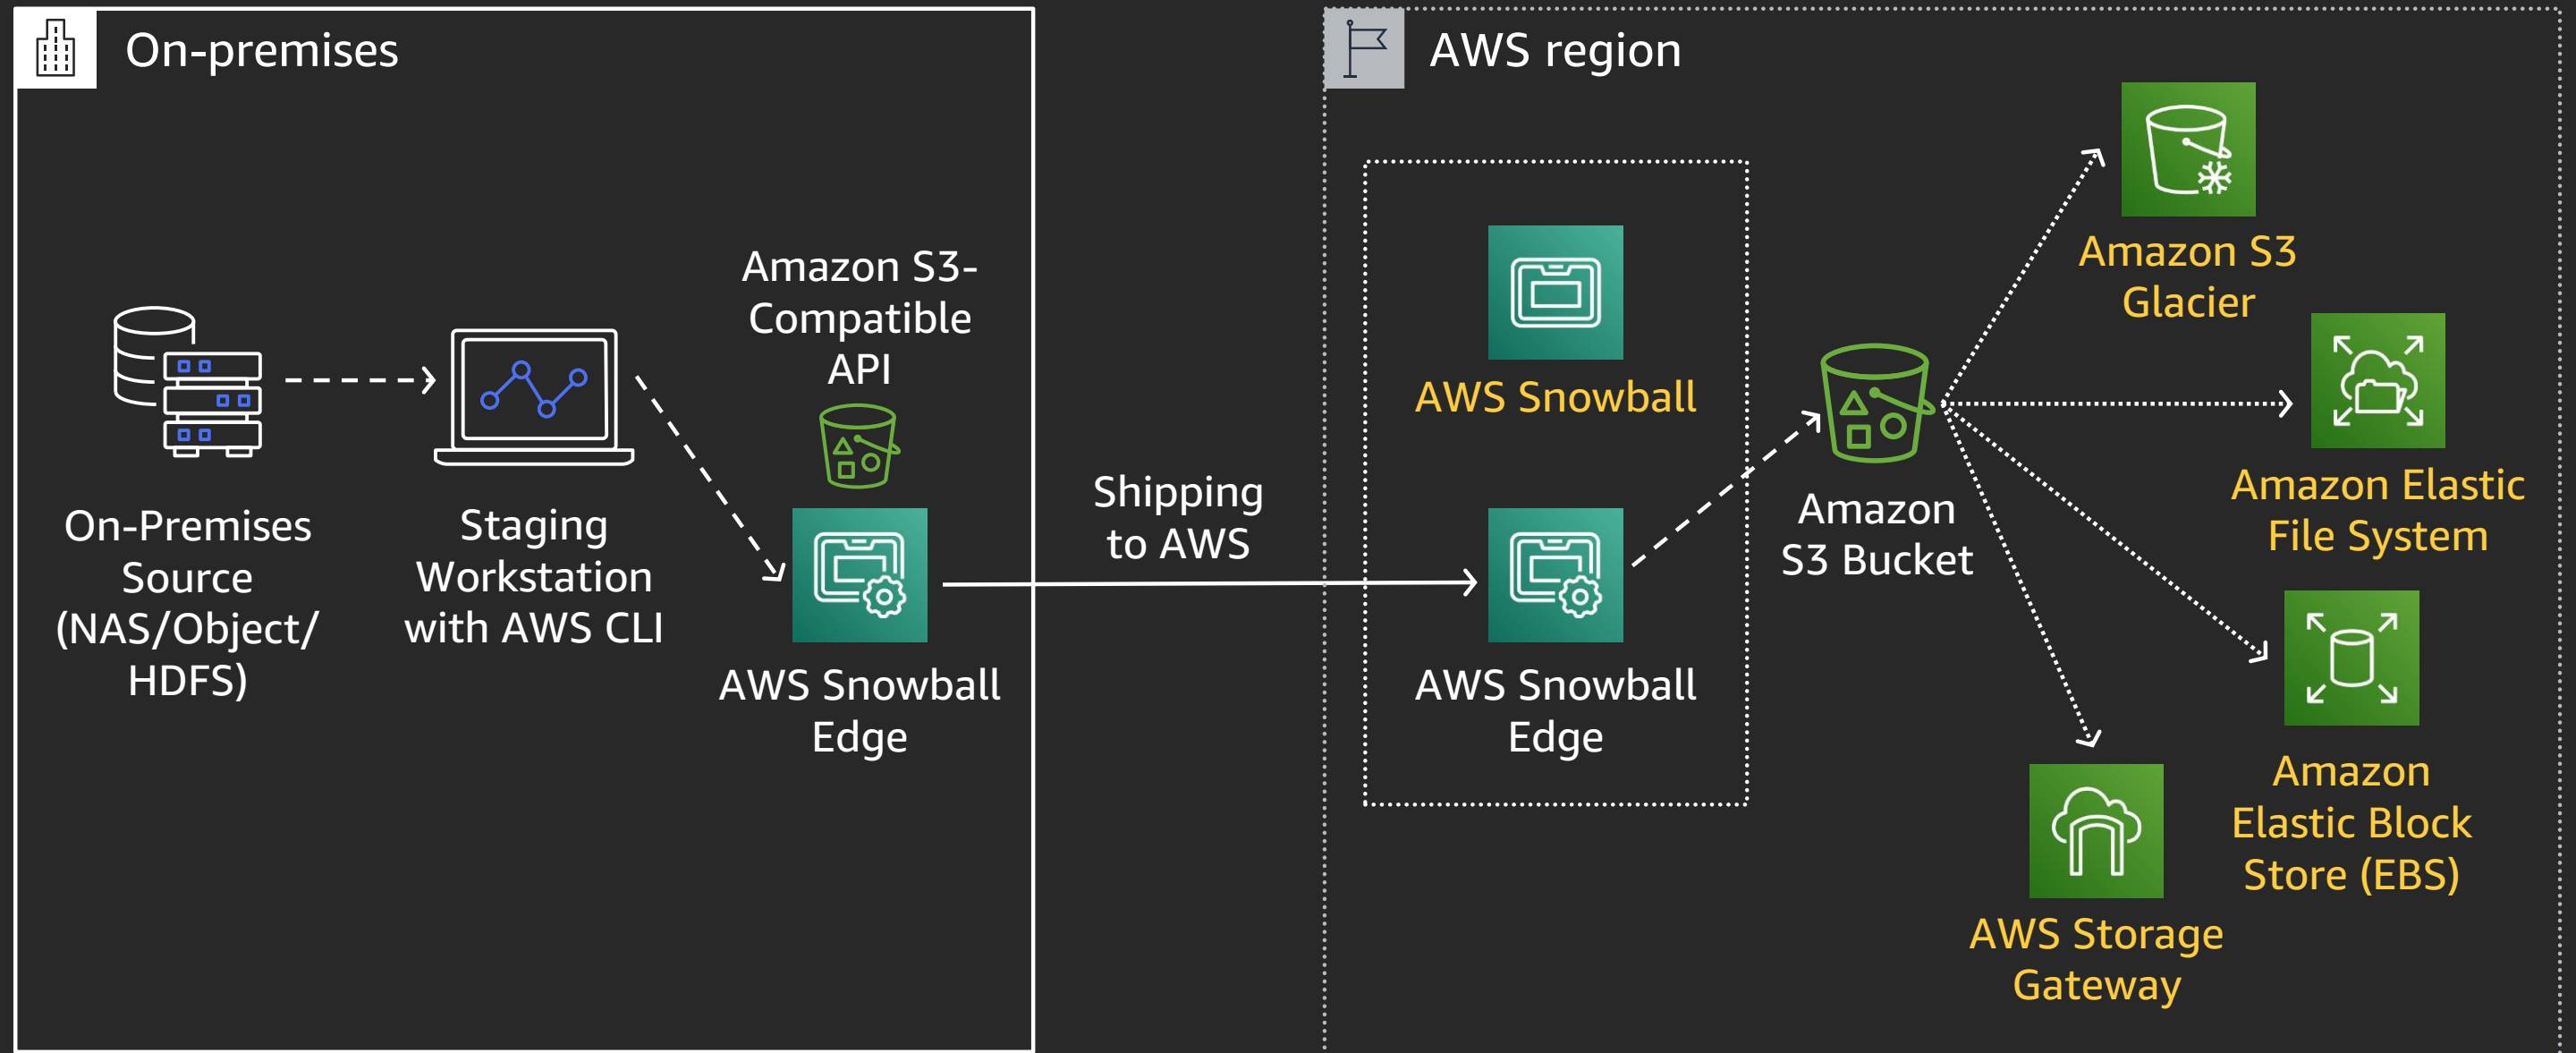 On-premises
AWS region
On-Premises
Source
(NAS/Object/
HDFS)
Staging
Workstation
with AWS CLI
Amazon S3-
Compatible
API
AWS Snowball
Edge
Shipping
to AWS
AWS Snowball
AWS Snowball
Edge
Amazon
S3 Bucket
Amazon S3
Glacier
Amazon Elastic
File System
Amazon
Elastic Block
Store (EBS)
AWS Storage
Gateway